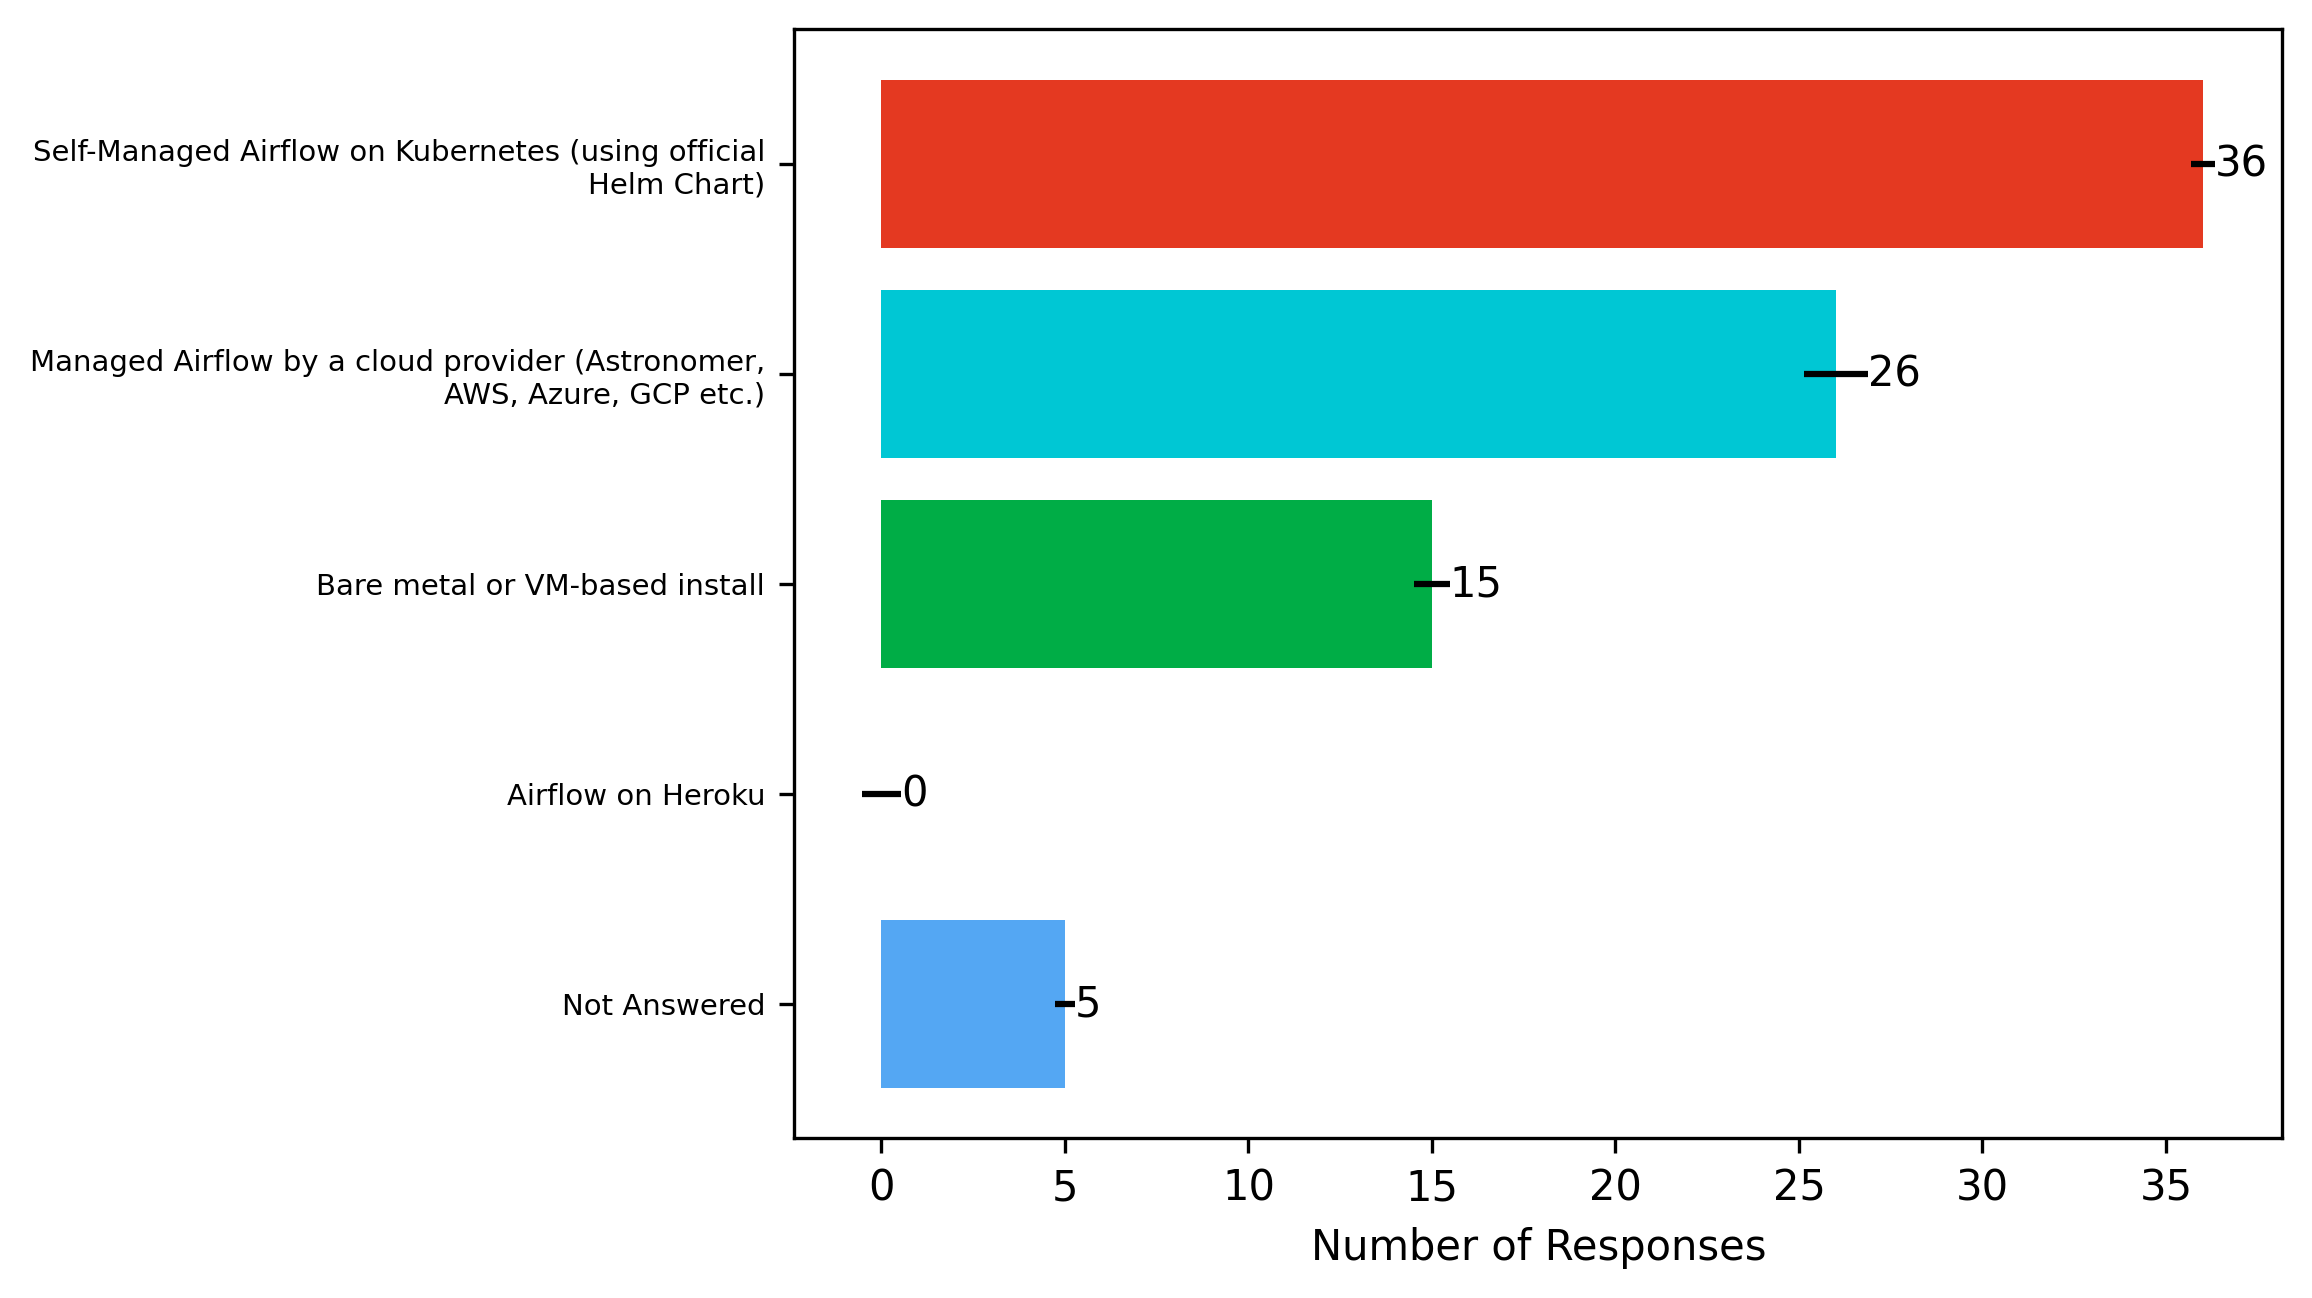 Self-Managed Airflow on Kubernetes (using official
Helm Chart)
36
Managed Airflow by a cloud provider (Astronomer,
AWS, Azure, GCP etc.)
26
Bare metal or VM-based install
15
Airflow on Heroku
0
Not Answered
5
0 5 10 15 20 25 30 35
Number of Responses